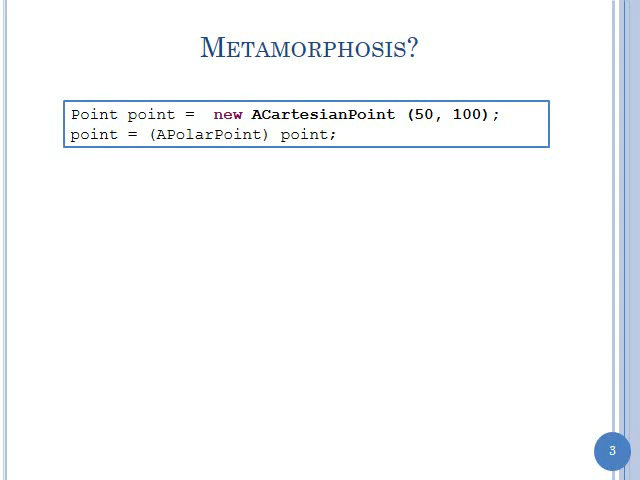 METAMORPHOSIS?
Point point =  new ACartesianPoint (50, 100);
point = (APolarPoint) point;
3